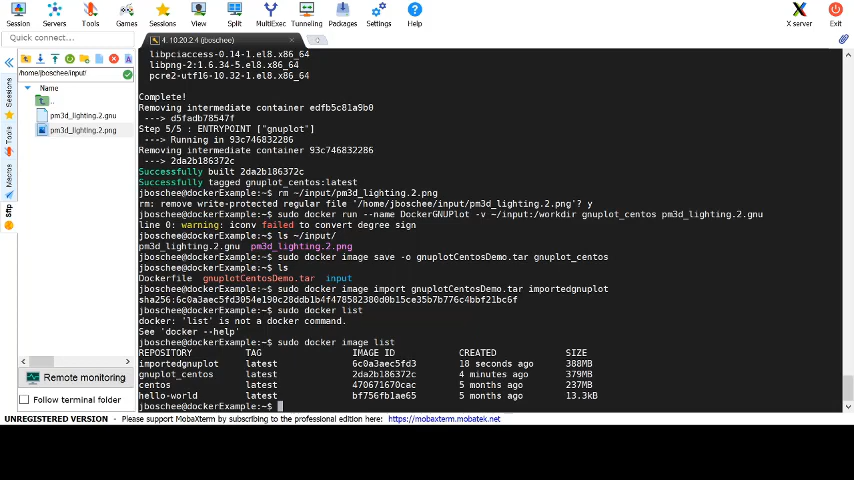 Session Servers Tools Games Sessions View Split MultiExec Tunneling Packages Settings Help X server Exit
Quick connect...
4. 10.20.2.4 (jboschee)
/home/jboschee/input/
Name
..
pm3d_lighting.2.gnu
pm3d_lighting.2.png
Sessions
Tools
Macros
Sftp
libpciaccess-0.14-1.el8.x86_64
libpng-2:1.6.34-5.el8.x86_64
pcre2-utf16-10.32-1.el8.x86_64
Complete!
Removing intermediate container edfb5c81a9b0
---> d5fadb78547f
Step 5/5 : ENTRYPOINT ["gnuplot"]
---> Running in 93c746832286
Removing intermediate container 93c746832286
---> 2da2b186372c
Successfully built 2da2b186372c
Successfully tagged gnuplot_centos:latest
jboschee@dockerExample:~$ rm ~/input/pm3d_lighting.2.png
rm: remove write-protected regular file '/home/jboschee/input/pm3d_lighting.2.png'? y
jboschee@dockerExample:~$ sudo docker run --name DockerGNUPlot -v ~/input:/workdir gnuplot_centos pm3d_lighting.2.gnu
line 0: warning: iconv failed to convert degree sign
jboschee@dockerExample:~$ ls ~/input/
pm3d_lighting.2.gnu pm3d_lighting.2.png
jboschee@dockerExample:~$ sudo docker image save -o gnuplotCentosDemo.tar gnuplot_centos
jboschee@dockerExample:~$ ls
Dockerfile gnuplotCentosDemo.tar input
jboschee@dockerExample:~$ sudo docker image import gnuplotCentosDemo.tar importedgnuplot
sha256:6c0a3aec5fd3054e190c28ddb1b4f478582380d0b15ce35b7b776c4bbf21bc6f
jboschee@dockerExample:~$ sudo docker list
docker: 'list' is not a docker command.
See 'docker --help'
jboschee@dockerExample:~$ sudo docker image list
REPOSITORY TAG IMAGE ID CREATED SIZE
importedgnuplot latest 6c0a3aec5fd3 18 seconds ago 388MB
gnuplot_centos latest 2da2b186372c 4 minutes ago 379MB
centos latest 470671670cac 5 months ago 237MB
hello-world latest bf756fb1ae65 5 months ago 13.3kB
jboschee@dockerExample:~$
Remote monitoring
Follow terminal folder
UNREGISTERED VERSION - Please support MobaXterm by subscribing to the professional edition here: https://mobaxterm.mobatek.net